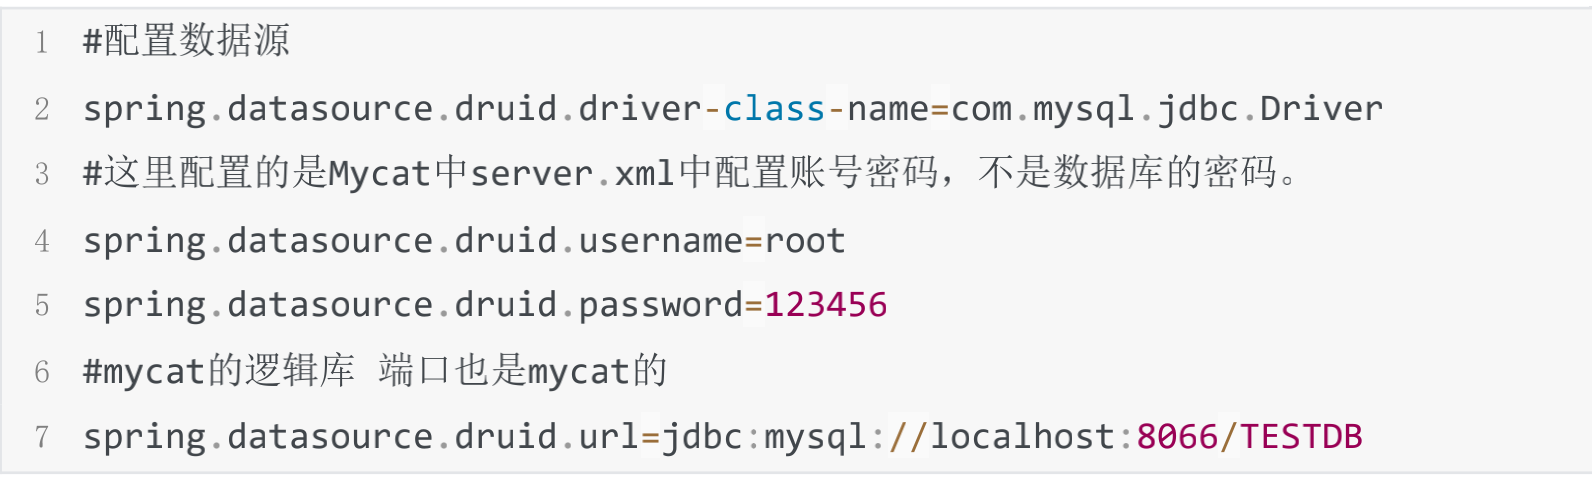 1 #配置数据源
2 spring.datasource.druid.driver-class-name=com.mysql.jdbc.Driver
3 #这里配置的是Mycat中server.xml中配置账号密码，不是数据库的密码。
4 spring.datasource.druid.username=root
5 spring.datasource.druid.password=123456
6 #mycat的逻辑库 端口也是mycat的
7 spring.datasource.druid.url=jdbc:mysql://localhost:8066/TESTDB